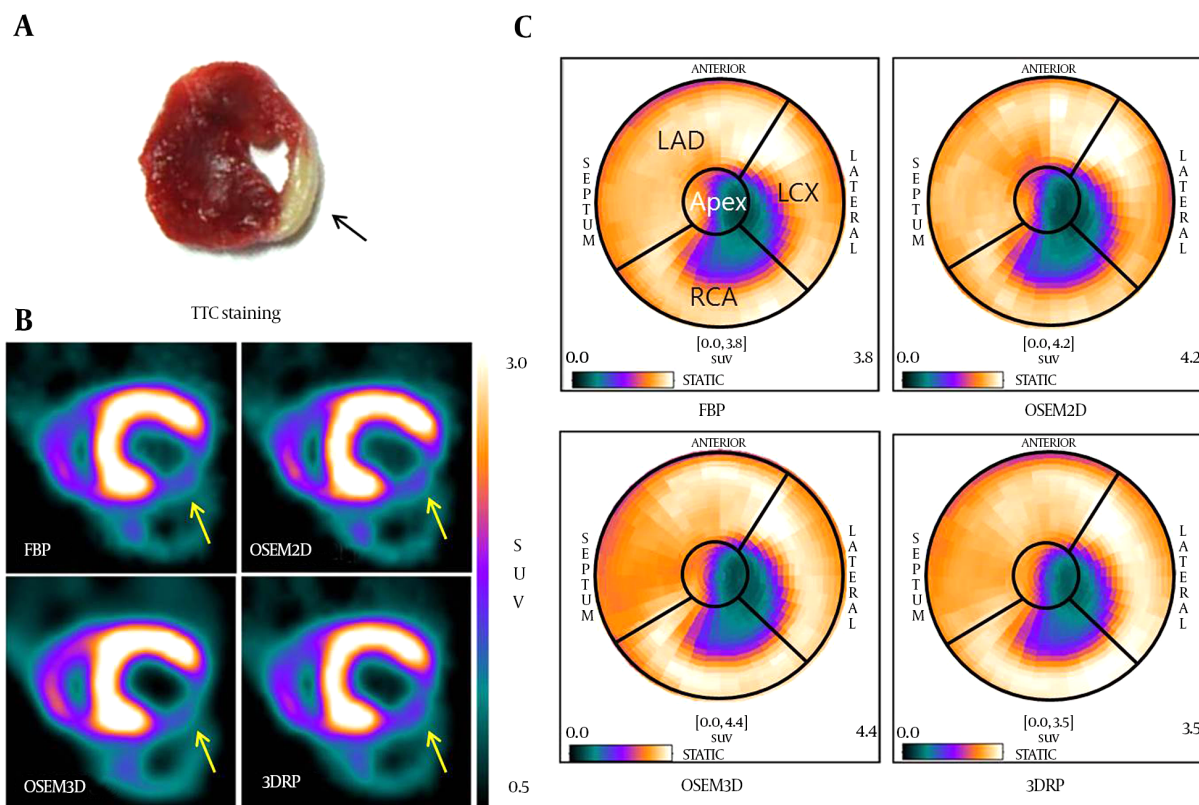 A
TTC staining
B
FBP
OSEM2D
OSEM3D
3DRP
3.0
SUV
0.5
C
ANTERIOR
SEPTUM
LATERAL
LAD
LCX
Apex
RCA
[0.0, 3.8]
suv
0.0
3.8
STATIC
FBP
ANTERIOR
SEPTUM
LATERAL
[0.0, 4.2]
suv
0.0
4.2
STATIC
OSEM2D
ANTERIOR
SEPTUM
LATERAL
[0.0, 4.4]
suv
0.0
4.4
STATIC
OSEM3D
ANTERIOR
SEPTUM
LATERAL
[0.0, 3.5]
suv
0.0
3.5
STATIC
3DRP